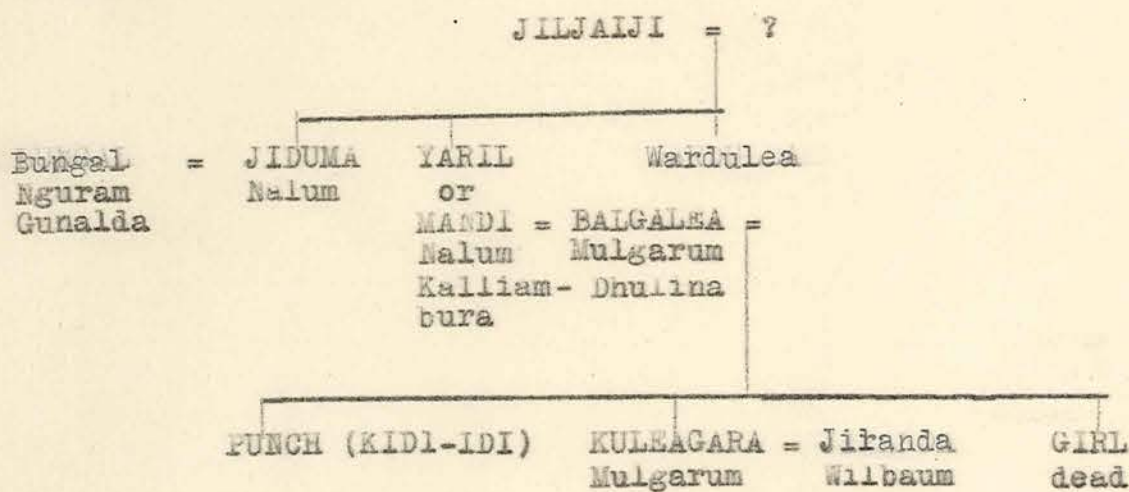 JILJAIJI = ?
Bungal = JIDUMA YARIL Wardulea
Nguram Nalum or
Gunalda MANDI = BALGALEA =
Nalum Mulgarum
Kalliam- Dhulina
bura
PUNCH (KIDI-IDI) KULEAGARA = Jiranda GIRL
Mulgarum Wilbaum dead